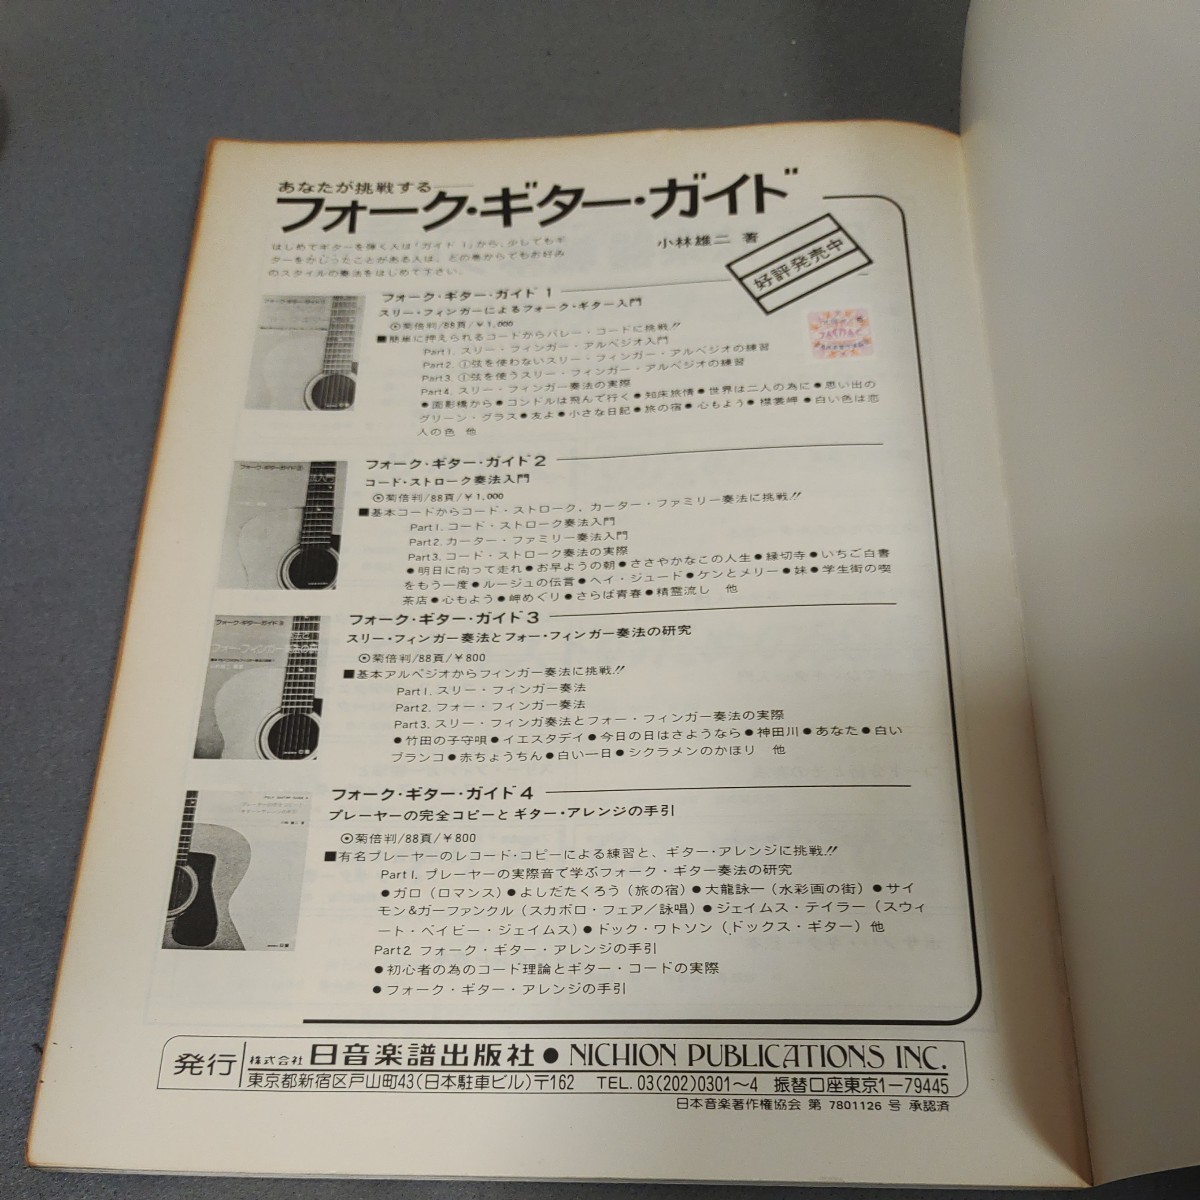 あなたが挑戦する
フォーク・ギター・ガイド
小林雄二 著
好評発売中
はじめてギターを弾く人は「ガイド1」から、少しでもギ
ターをかじったことがある人は、どの巻からでもお好み
のスタイルの奏法をはじめて下さい。
JASRAC
フォーク・ギター・ガイド 1
スリー・フィンガーによるフォーク・ギター入門
⦿菊倍判/88頁/￥1,000
■簡単に押えられるコードからバレー・コードに挑戦!!
Part 1. スリー・フィンガー・アルペジオ入門
Part 2. ①弦を使わないスリー・フィンガー・アルペジオの練習
Part 3. ①弦を使うスリー・フィンガー・アルペジオの練習
Part 4. スリー・フィンガー奏法の実際
●面影橋から●コンドルは飛んで行く●知床旅情●世界は二人の為に●思い出の
グリーン・グラス●友よ●小さな日記●旅の宿●心もよう●襟裳岬●白い色は恋
人の色 他
フォーク・ギター・ガイド 2
コード・ストローク奏法入門
⦿菊倍判/88頁/￥1,000
■基本コードからコード・ストローク、カーター・ファミリー奏法に挑戦!!
Part 1. コード・ストローク奏法入門
Part 2. カーター・ファミリー奏法入門
Part 3. コード・ストローク奏法の実際
●明日に向って走れ●お早ようの朝●ささやかなこの人生●縁切寺●いちご白書
をもう一度●ルージュの伝言●ヘイ・ジュード●ケンとメリー●妹●学生街の喫
茶店●心もよう●岬めぐり●さらば青春●精霊流し 他
フォーク・ギター・ガイド 3
スリー・フィンガー奏法とフォー・フィンガー奏法の研究
⦿菊倍判/88頁/￥800
■基本アルペジオからフィンガー奏法に挑戦!!
Part 1. スリー・フィンガー奏法
Part 2. フォー・フィンガー奏法
Part 3. スリー・フィンガ奏法とフォー・フィンガー奏法の実際
●竹田の子守唄●イエスタデイ●今日の日はさようなら●神田川●あなた●白い
ブランコ●赤ちょうちん●白い一日●シクラメンのかほり 他
フォーク・ギター・ガイド 4
プレーヤーの完全コピーとギター・アレンジの手引
⦿菊倍判/88頁/￥800
■有名プレーヤーのレコード・コピーによる練習と、ギター・アレンジに挑戦!!
Part 1. プレーヤーの実際音で学ぶフォーク・ギター奏法の研究
●ガロ（ロマンス）●よしだたくろう（旅の宿）●大瀧詠一（水彩画の街）●サイ
モン&ガーファンクル（スカボロ・フェア／詠唱）●ジェイムス・テイラー（スウィ
ート・ベイビー・ジェイムス）●ドック・ワトソン（ドックス・ギター）他
Part 2. フォーク・ギター・アレンジの手引
●初心者の為のコード理論とギター・コードの実際
●フォーク・ギター・アレンジの手引
発行 株式会社 日音楽譜出版社 ● NICHION PUBLICATIONS INC.
東京都新宿区戸山町43（日本駐車ビル）〒162 TEL. 03(202)0301〜4 振替口座東京1-79445
日本音楽著作権協会 第 7801126 号 承認済